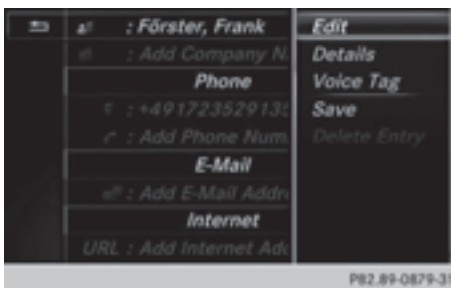 : Förster, Frank
: Add Company N
Phone
: +49172352913
: Add Phone Num
E-Mail
: Add E-Mail Addr
Internet
URL : Add Internet Add
Edit
Details
Voice Tag
Save
Delete Entry
P82.89-0879-31